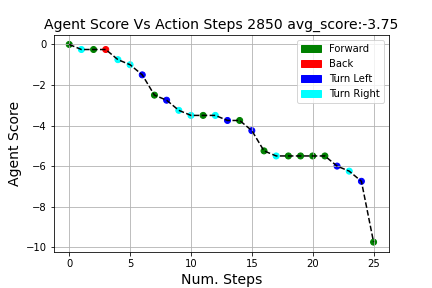 Agent Score Vs Action Steps 2850 avg_score:-3.75
Agent Score
0
−2
−4
−6
−8
−10
Forward
Back
Turn Left
Turn Right
0 5 10 15 20 25
Num. Steps